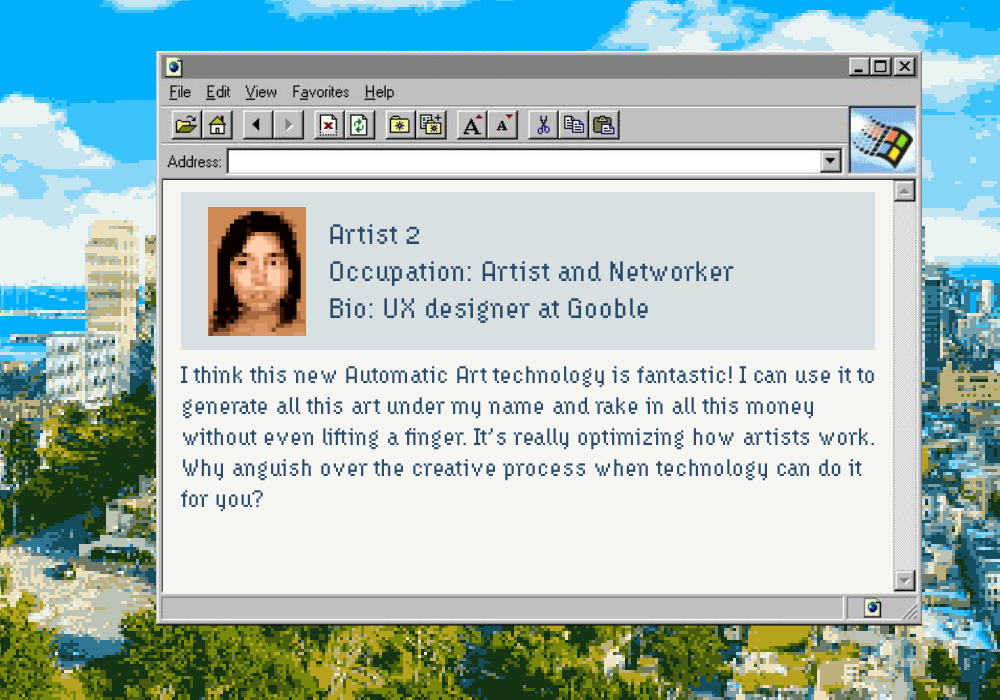 File Edit View Favorites Help
Address:
Artist 2
Occupation: Artist and Networker
Bio: UX designer at Gooble
I think this new Automatic Art technology is fantastic! I can use it to
generate all this art under my name and rake in all this money
without even lifting a finger. It's really optimizing how artists work.
Why anguish over the creative process when technology can do it
for you?